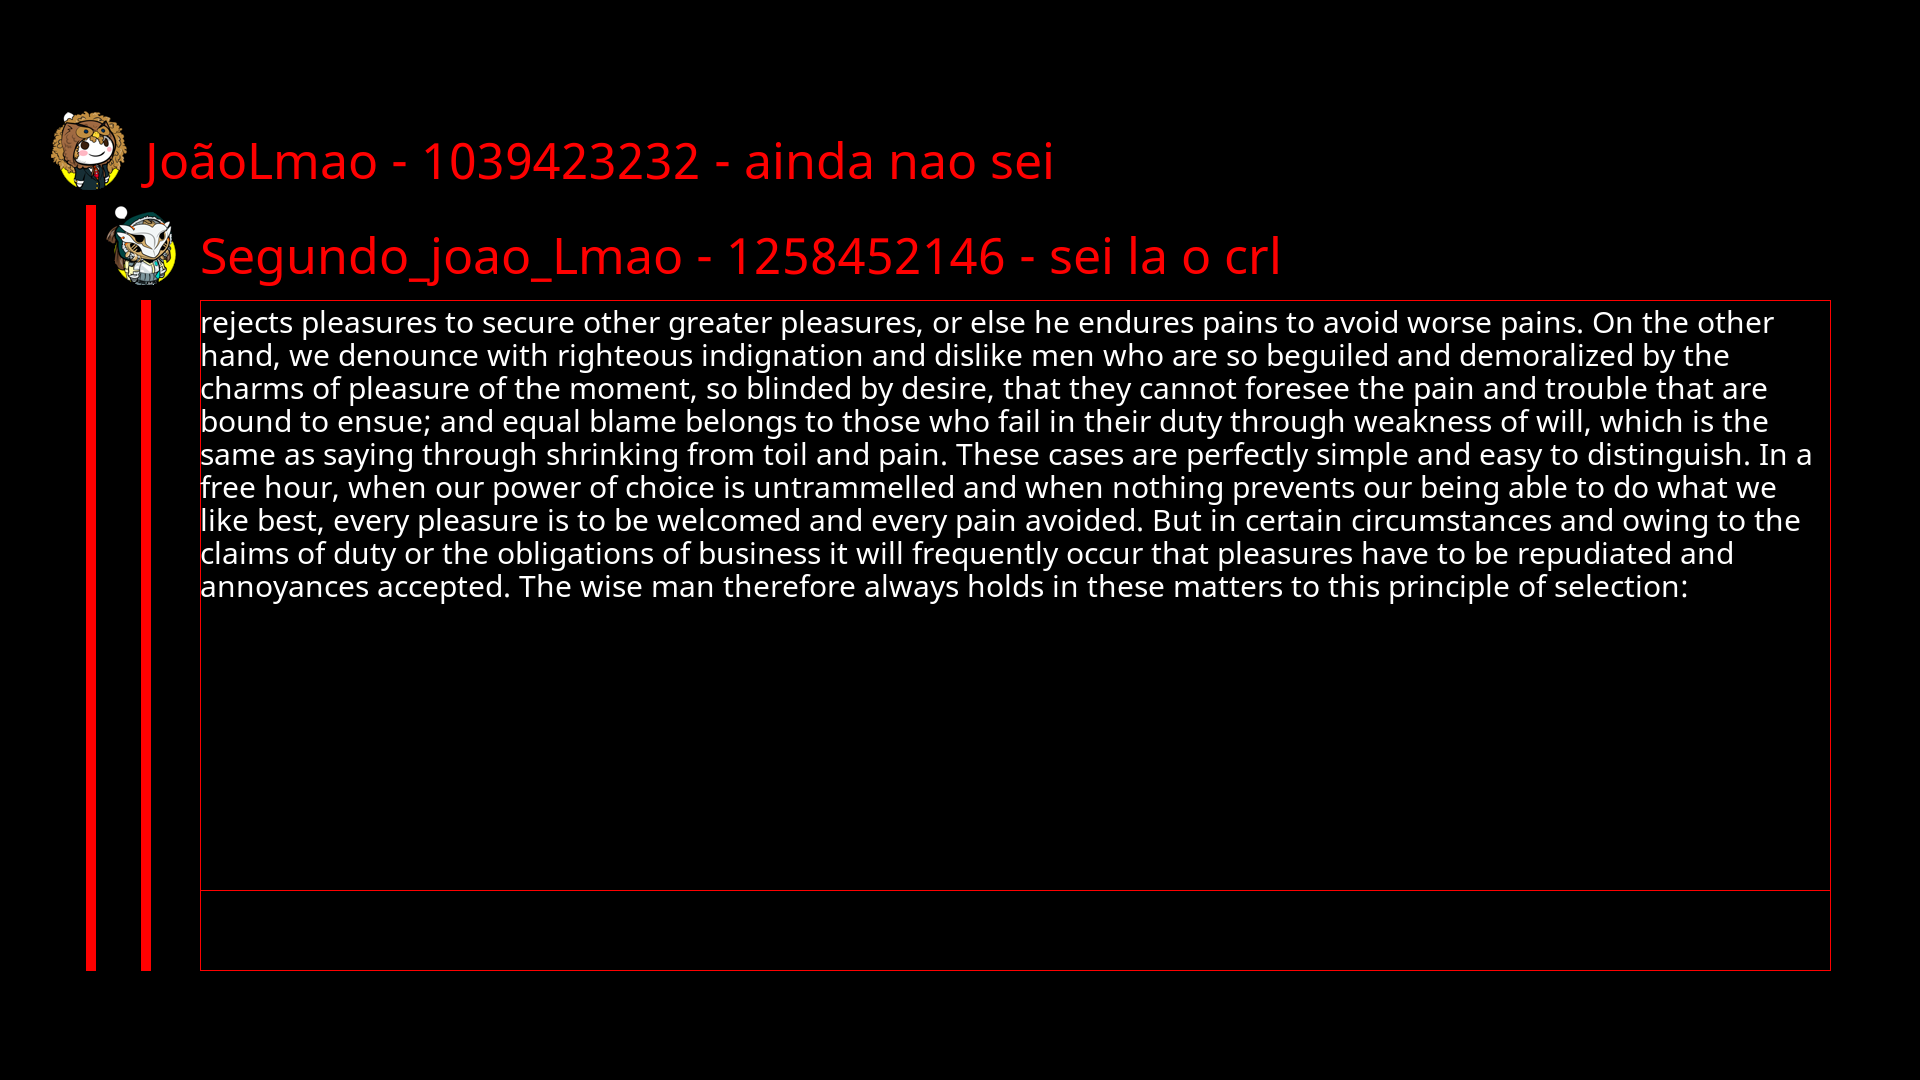 JoãoLmao - 1039423232 - ainda nao sei
Segundo_joao_Lmao - 1258452146 - sei la o crl
rejects pleasures to secure other greater pleasures, or else he endures pains to avoid worse pains. On the other
hand, we denounce with righteous indignation and dislike men who are so beguiled and demoralized by the
charms of pleasure of the moment, so blinded by desire, that they cannot foresee the pain and trouble that are
bound to ensue; and equal blame belongs to those who fail in their duty through weakness of will, which is the
same as saying through shrinking from toil and pain. These cases are perfectly simple and easy to distinguish. In a
free hour, when our power of choice is untrammelled and when nothing prevents our being able to do what we
like best, every pleasure is to be welcomed and every pain avoided. But in certain circumstances and owing to the
claims of duty or the obligations of business it will frequently occur that pleasures have to be repudiated and
annoyances accepted. The wise man therefore always holds in these matters to this principle of selection: